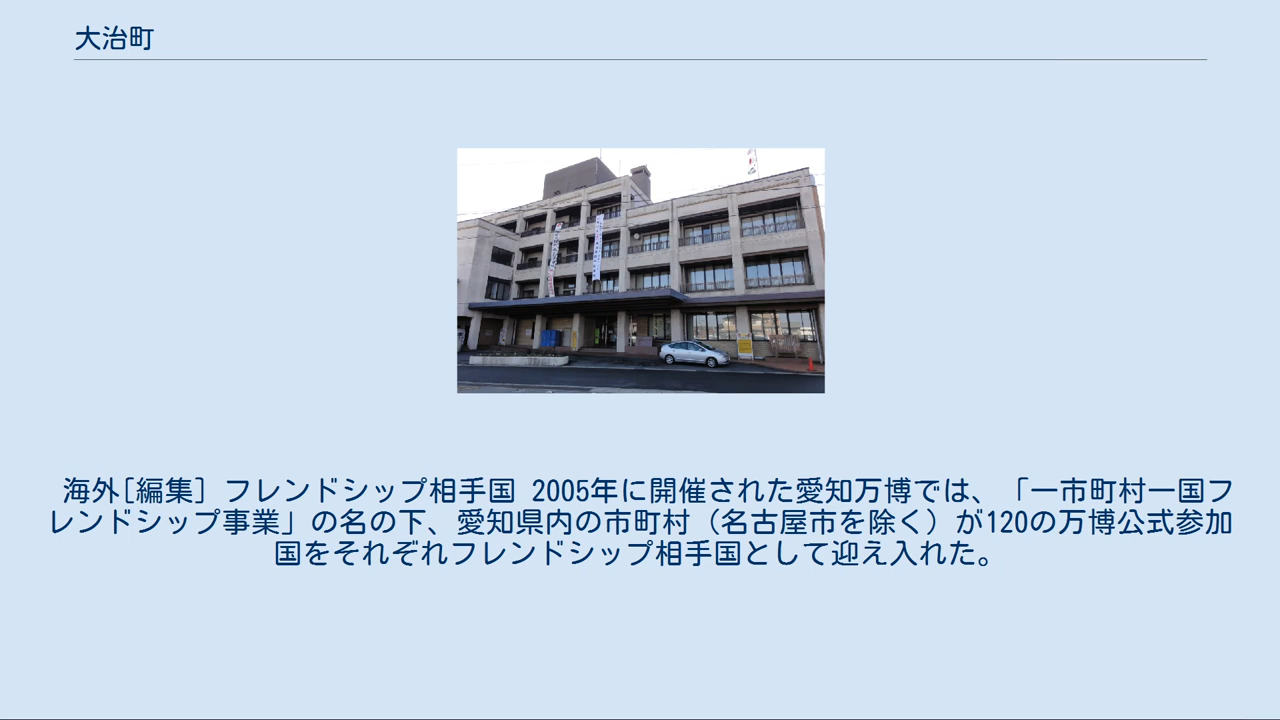 大治町
海外[編集] フレンドシップ相手国 2005年に開催された愛知万博では、「一市町村一国フ
レンドシップ事業」の名の下、愛知県内の市町村（名古屋市を除く）が120の万博公式参加
国をそれぞれフレンドシップ相手国として迎え入れた。